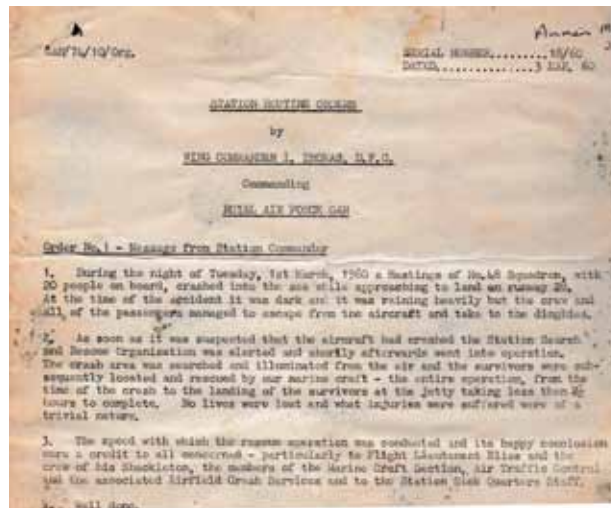 Annex M
GAN/74/10/Org.
SERIAL NUMBER.........18/60
DATED..............3 MAR. 60
STATION ROUTINE ORDERS
by
WING COMMANDER I. THOMAS, D.F.C.
Commanding
ROYAL AIR FORCE GAN
Order No.1 - Message from Station Commander
1. During the night of Tuesday, 1st March, 1960 a Hastings of No.48 Squadron, with
20 people on board, crashed into the sea while approaching to land on runway 28.
At the time of the accident it was dark and it was raining heavily but the crew and
all of the passengers managed to escape from the aircraft and take to the dinghies.
2. As soon as it was suspected that the aircraft had crashed the Station Search
and Rescue Organisation was alerted and shortly afterwards went into operation.
The crash area was searched and illuminated from the air and the survivors were sub-
sequently located and rescued by our marine craft - the entire operation, from the
time of the crash to the landing of the survivors at the jetty taking less than 2½
hours to complete. No lives were lost and what injuries were suffered were of a
trivial nature.
3. The speed with which the rescue operation was conducted and its happy conclusion
were a credit to all concerned - particularly to Flight Lieutenant Bliss and the
crew of his Shackleton, the members of the Marine Craft Section, Air Traffic Control
and the associated Airfield Crash Services and to the Station Sick Quarters Staff.
4. Well done.